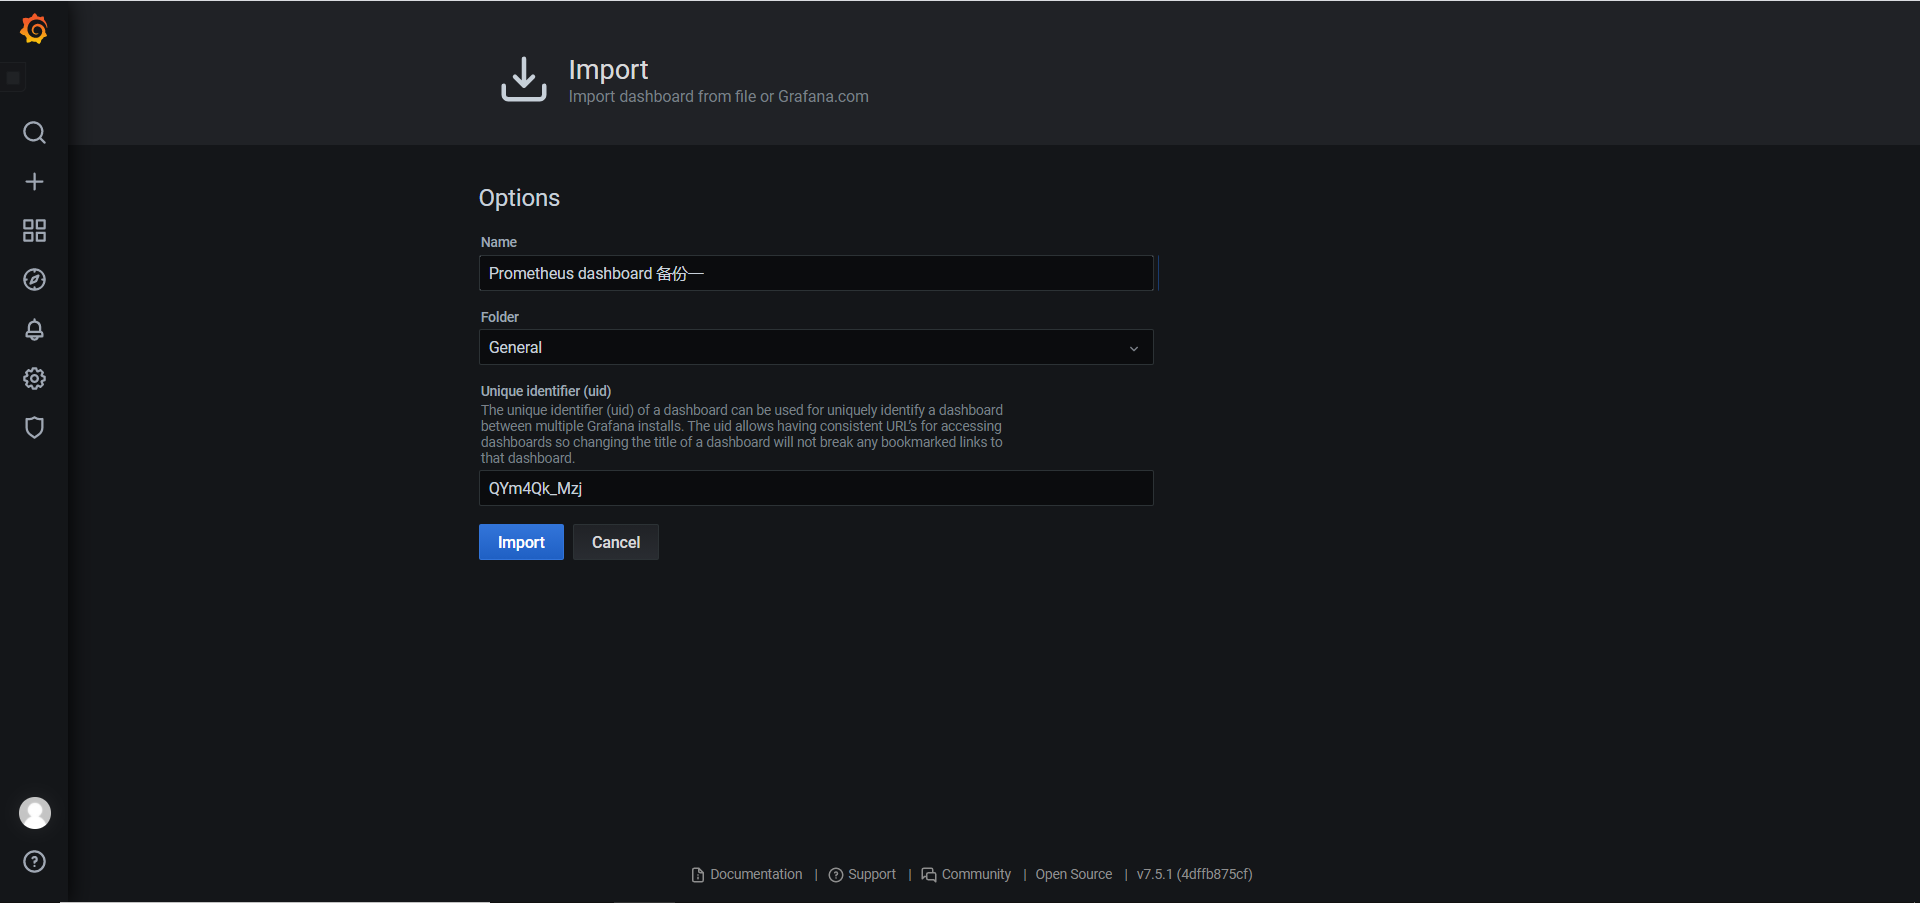 Import
Import dashboard from file or Grafana.com
Options
Name
Prometheus dashboard 备份一
Folder
General
Unique identifier (uid)
The unique identifier (uid) of a dashboard can be used for uniquely identify a dashboard
between multiple Grafana installs. The uid allows having consistent URL's for accessing
dashboards so changing the title of a dashboard will not break any bookmarked links to
that dashboard.
QYm4Qk_Mzj
Import Cancel
Documentation | Support | Community | Open Source | v7.5.1 (4dffb875cf)